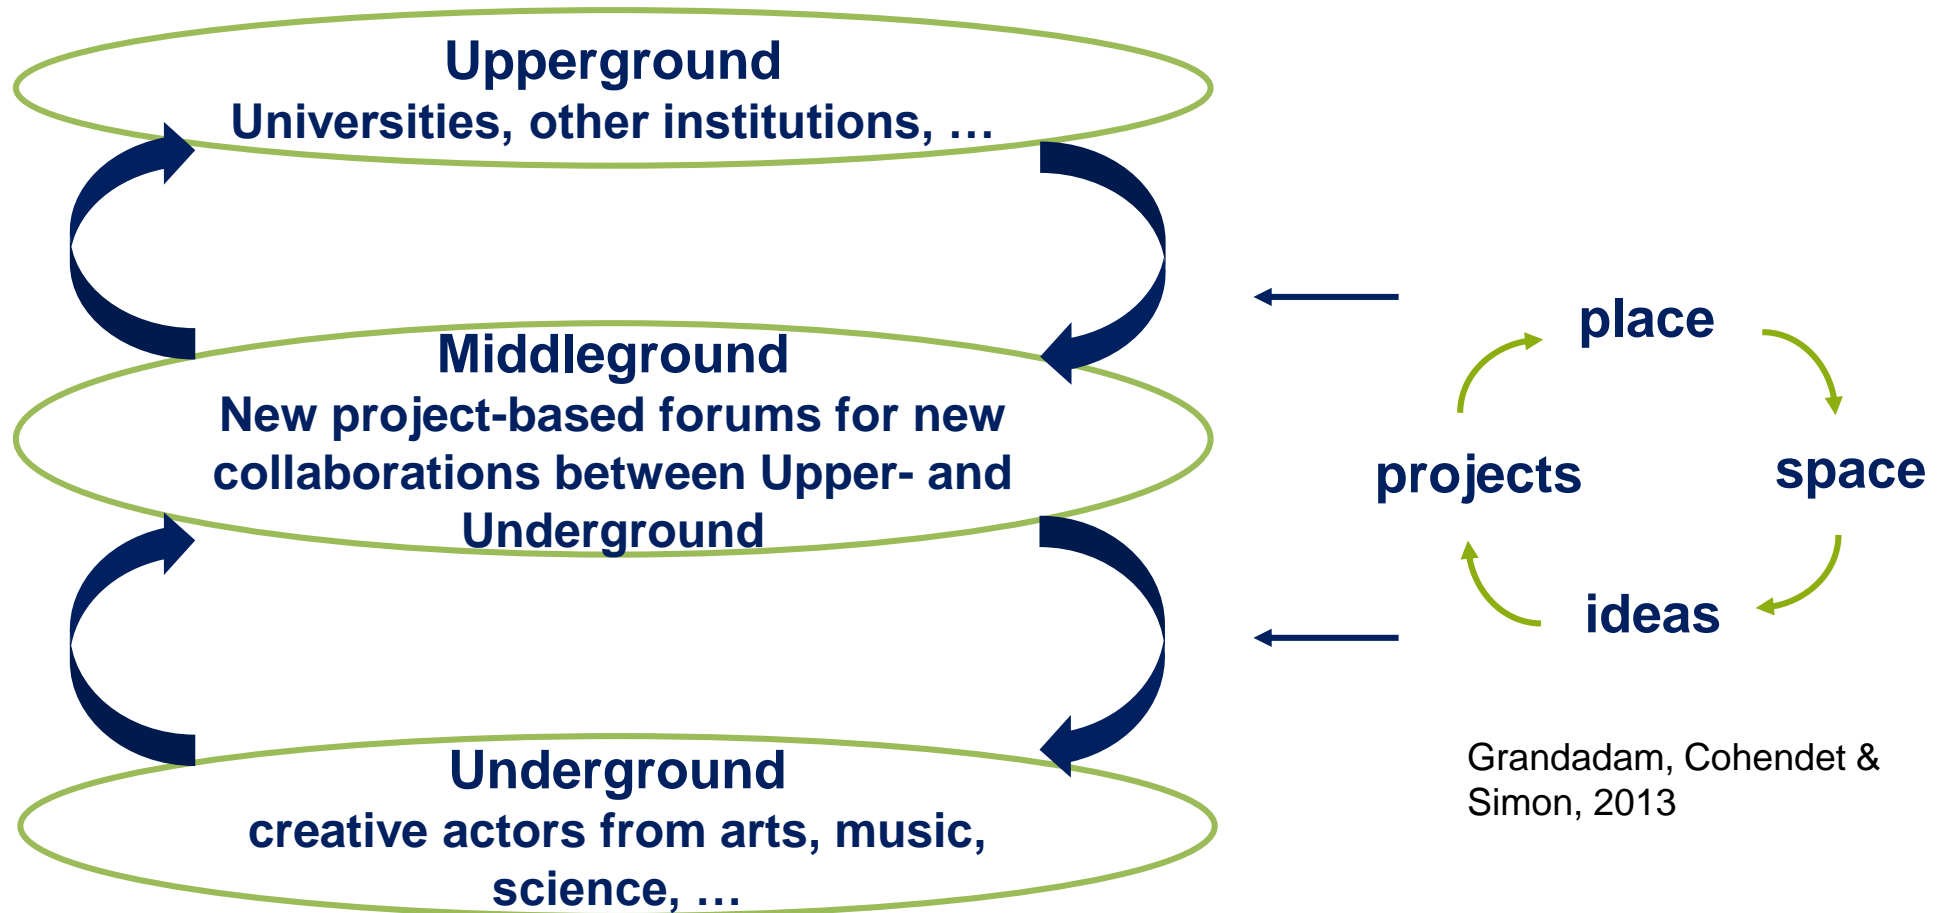 Upperground
Universities, other institutions, …
Middleground
New project-based forums for new
collaborations between Upper- and
Underground
Underground
creative actors from arts, music,
science, …
place
projects
space
ideas
Grandadam, Cohendet &
Simon, 2013